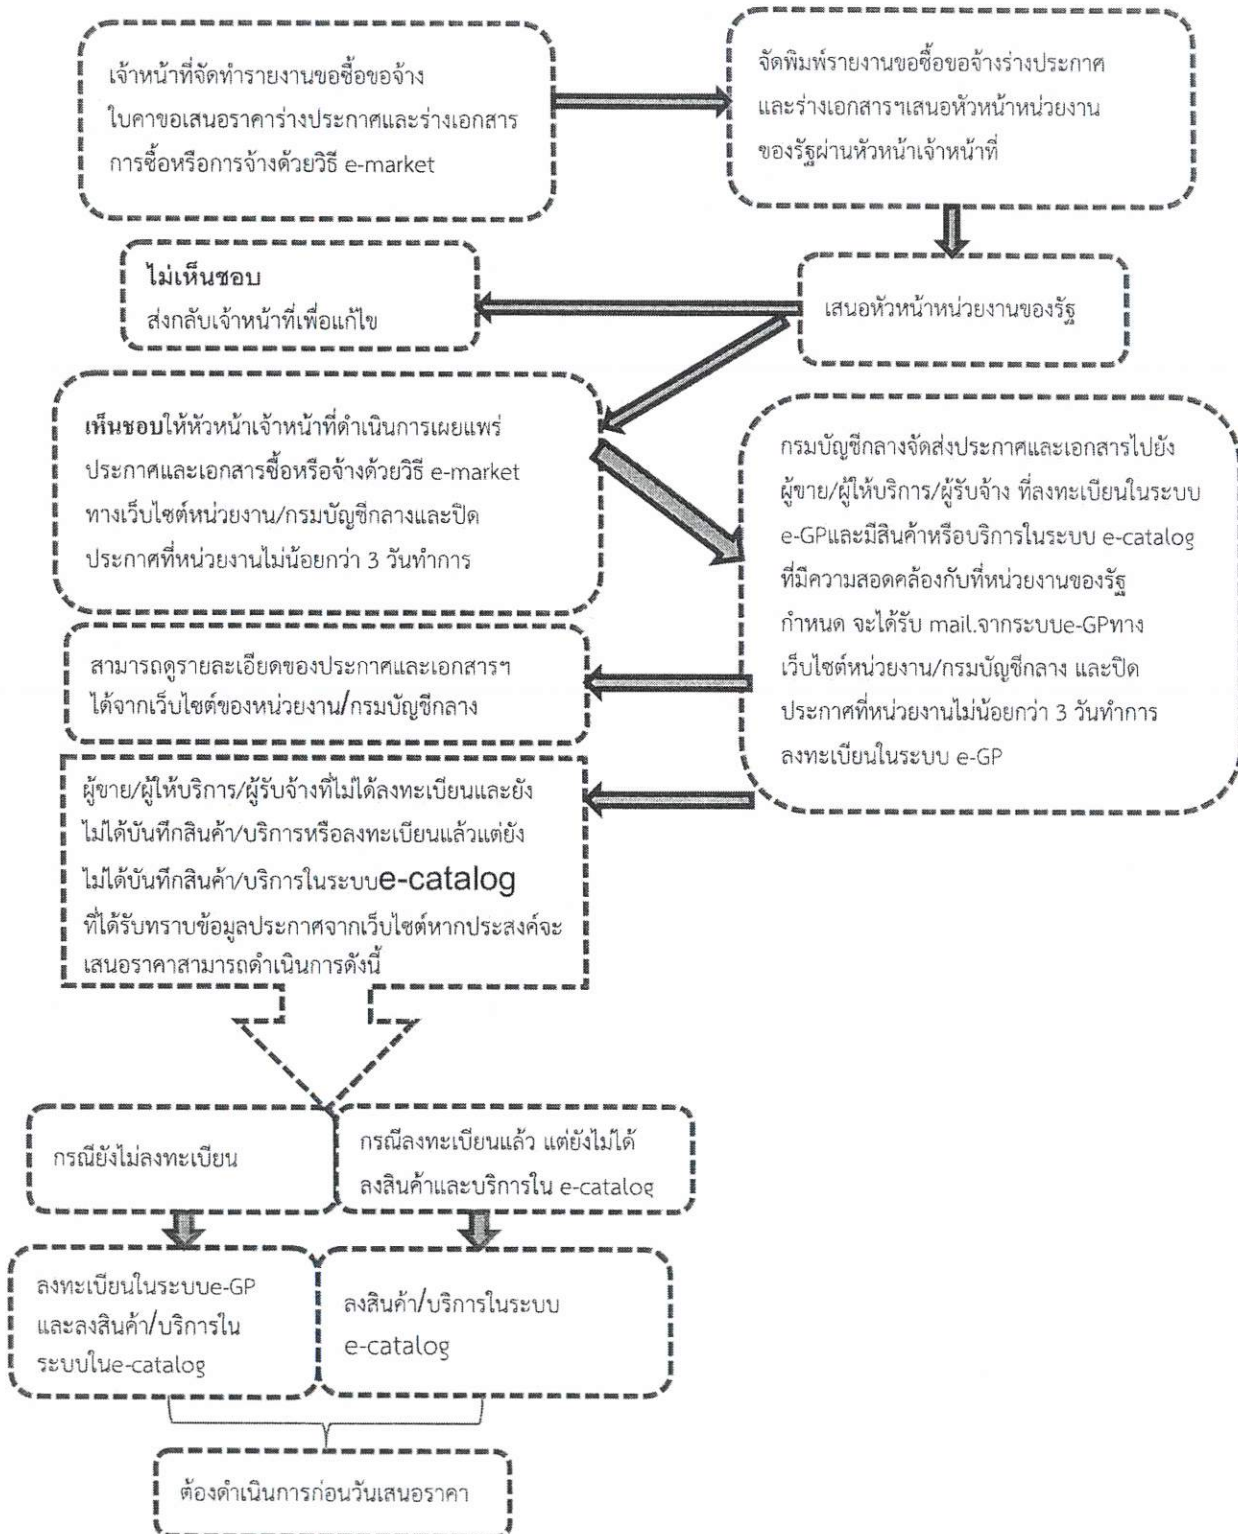 เจ้าหน้าที่จัดทำรายงานขอซื้อขอจ้าง
ใบคาขอเสนอราคาร่างประกาศและร่างเอกสาร
การซื้อหรือการจ้างด้วยวิธี e-market
จัดพิมพ์รายงานขอซื้อขอจ้างร่างประกาศ
และร่างเอกสารฯเสนอหัวหน้าหน่วยงาน
ของรัฐผ่านหัวหน้าเจ้าหน้าที่
ไม่เห็นชอบ
ส่งกลับเจ้าหน้าที่เพื่อแก้ไข
เสนอหัวหน้าหน่วยงานของรัฐ
เห็นชอบให้หัวหน้าเจ้าหน้าที่ดำเนินการเผยแพร่
ประกาศและเอกสารซื้อหรือจ้างด้วยวิธี e-market
ทางเว็บไซต์หน่วยงาน/กรมบัญชีกลางและปิด
ประกาศที่หน่วยงานไม่น้อยกว่า 3 วันทำการ
กรมบัญชีกลางจัดส่งประกาศและเอกสารไปยัง
ผู้ขาย/ผู้ให้บริการ/ผู้รับจ้าง ที่ลงทะเบียนในระบบ
e-GPและมีสินค้าหรือบริการในระบบ e-catalog
ที่มีความสอดคล้องกับที่หน่วยงานของรัฐ
กำหนด จะได้รับ mail.จากระบบe-GPทาง
เว็บไซต์หน่วยงาน/กรมบัญชีกลาง และปิด
ประกาศที่หน่วยงานไม่น้อยกว่า 3 วันทำการ
ลงทะเบียนในระบบ e-GP
สามารถดูรายละเอียดของประกาศและเอกสารฯ
ได้จากเว็บไซต์ของหน่วยงาน/กรมบัญชีกลาง
ผู้ขาย/ผู้ให้บริการ/ผู้รับจ้างที่ไม่ได้ลงทะเบียนและยัง
ไม่ได้บันทึกสินค้า/บริการหรือลงทะเบียนแล้วแต่ยัง
ไม่ได้บันทึกสินค้า/บริการในระบบe-catalog
ที่ได้รับทราบข้อมูลประกาศจากเว็บไซต์หากประสงค์จะ
เสนอราคาสามารถดำเนินการดังนี้
กรณียังไม่ลงทะเบียน
กรณีลงทะเบียนแล้ว แต่ยังไม่ได้
ลงสินค้าและบริการใน e-catalog
ลงทะเบียนในระบบe-GP
และลงสินค้า/บริการใน
ระบบในe-catalog
ลงสินค้า/บริการในระบบ
e-catalog
ต้องดำเนินการก่อนวันเสนอราคา